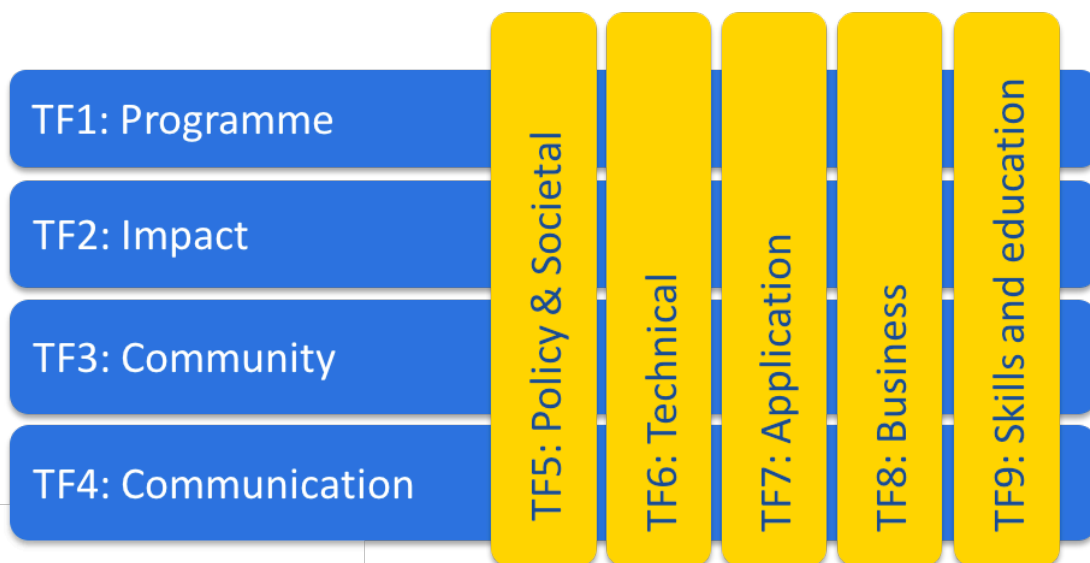 TF1: Programme
TF2: Impact
TF3: Community
TF4: Communication
TF5: Policy & Societal
TF6: Technical
TF7: Application
TF8: Business
TF9: Skills and education